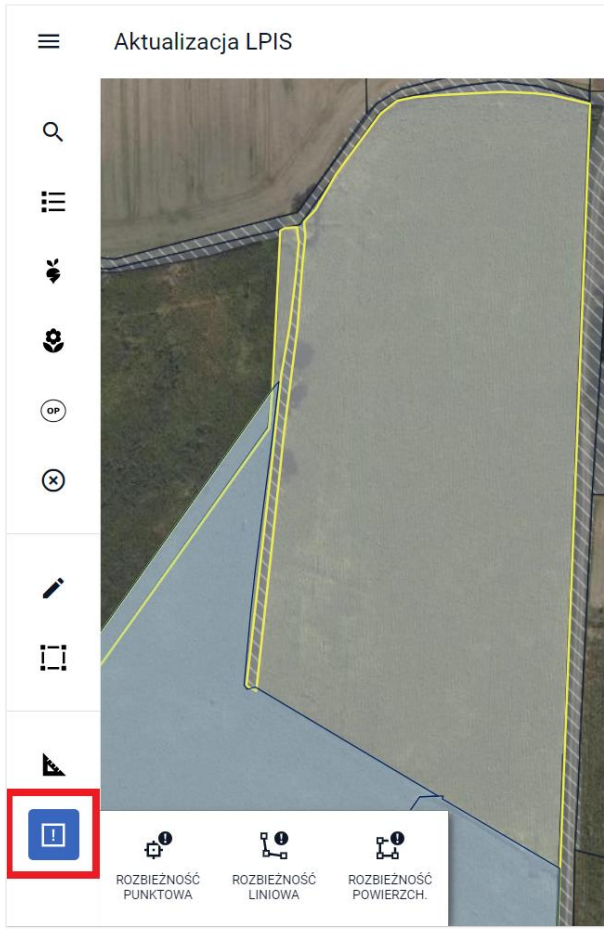 Aktualizacja LPIS
OP
ROZBIEŻNOŚĆ
PUNKTOWA
ROZBIEŻNOŚĆ
LINIOWA
ROZBIEŻNOŚĆ
POWIERZCH.